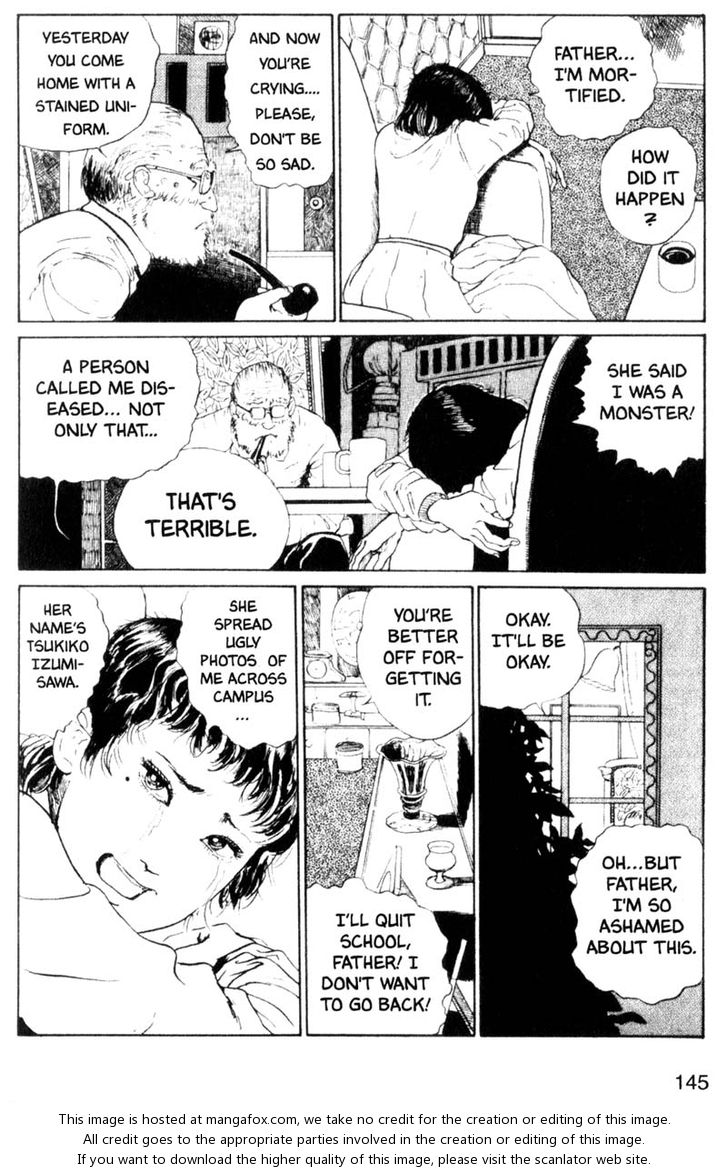 YESTERDAY
YOU COME
HOME WITH A
STAINED UNI-
FORM.
AND NOW
YOU'RE
CRYING....
PLEASE,
DON'T BE
SO SAD.
FATHER...
I'M MOR-
TIFIED.
HOW
DID IT
HAPPEN
?
A PERSON
CALLED ME DIS-
EASED... NOT
ONLY THAT...
THAT'S
TERRIBLE.
SHE SAID
I WAS A
MONSTER!
HER
NAME'S
TSUKIKO
IZUMI-
SAWA.
SHE
SPREAD
UGLY
PHOTOS OF
ME ACROSS
CAMPUS
...
YOU'RE
BETTER
OFF FOR-
GETTING
IT.
I'LL QUIT
SCHOOL,
FATHER! I
DON'T WANT
TO GO BACK!
OKAY.
IT'LL BE
OKAY.
OH...BUT
FATHER,
I'M SO
ASHAMED
ABOUT THIS.
145
This image is hosted at mangafox.com, we take no credit for the creation or editing of this image.
All credit goes to the appropriate parties involved in the creation or editing of this image.
If you want to download the higher quality of this image, please visit the scanlator web site.